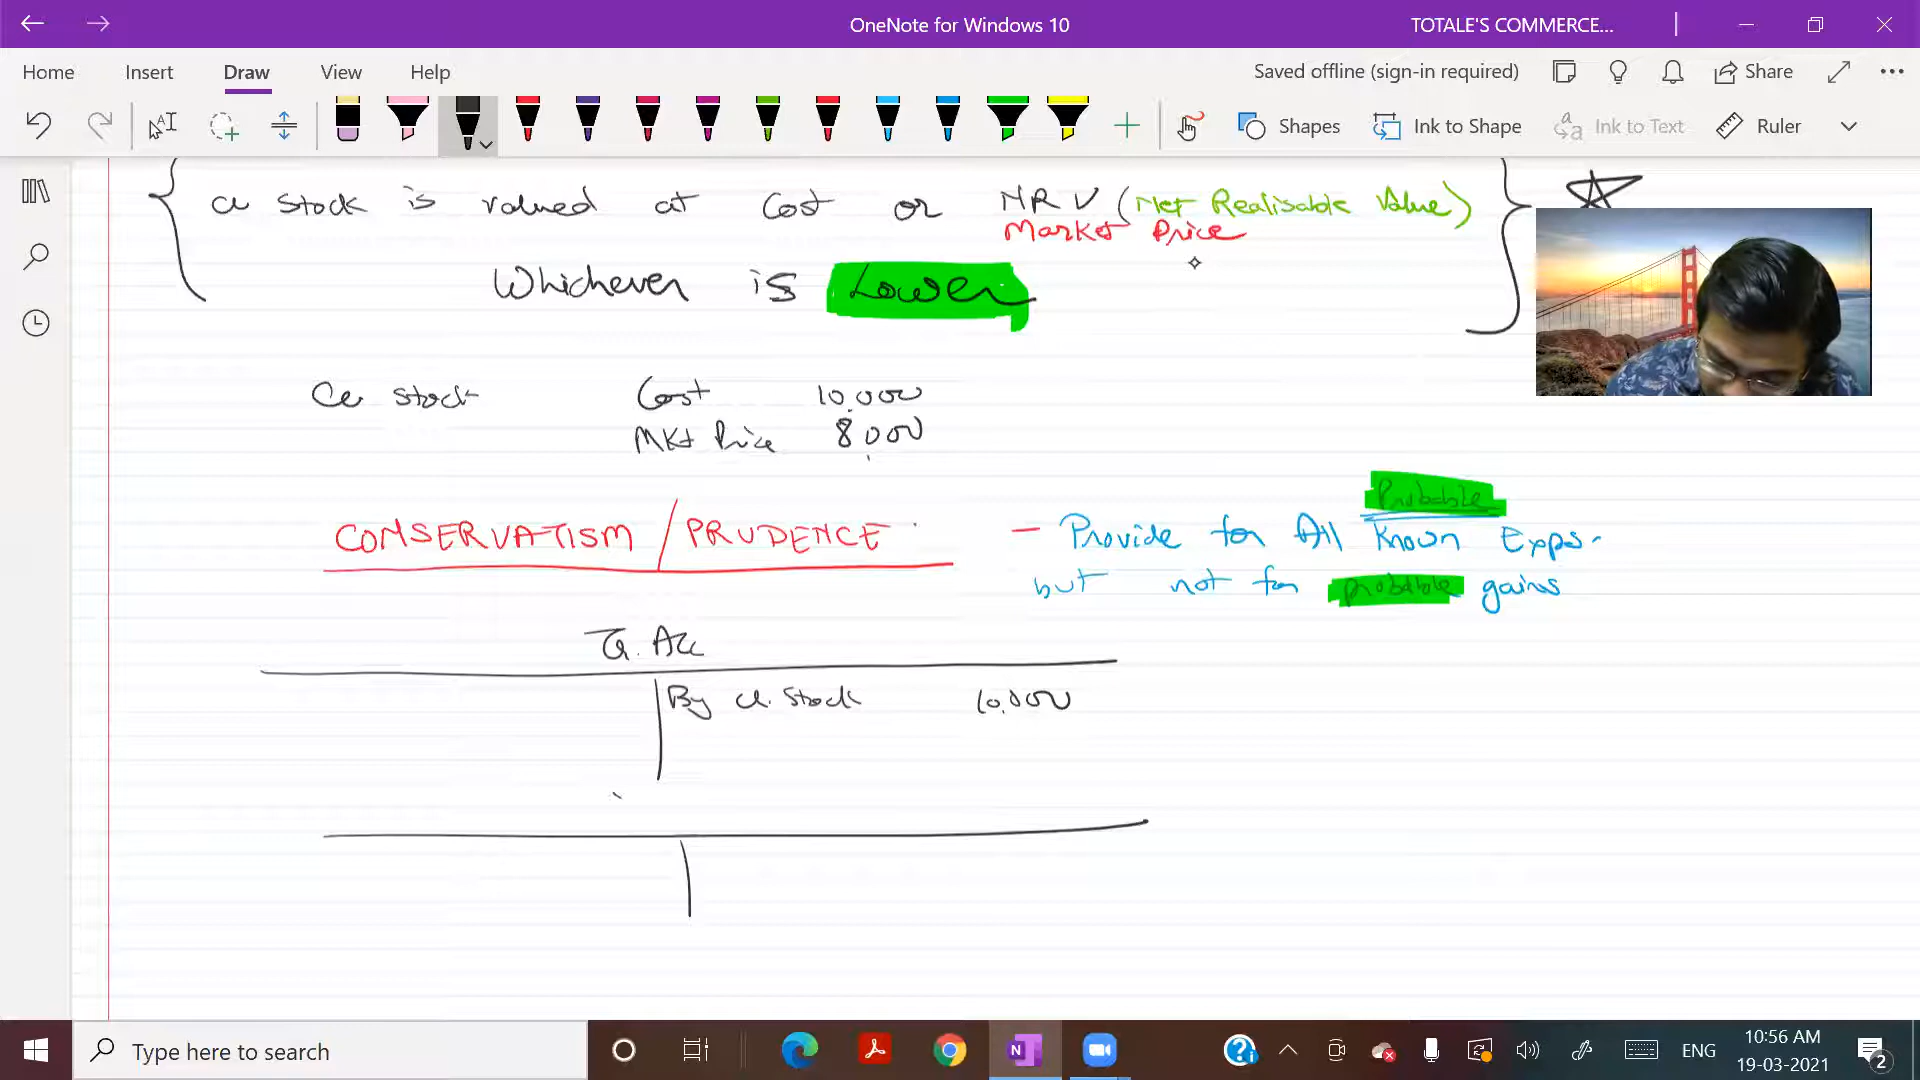 OneNote for Windows 10
TOTALE'S COMMERCE...
Home Insert Draw View Help
Saved offline (sign-in required)
Share
Shapes
Ink to Shape
Ink to Text
Ruler
Cl Stock is valued at Cost or NRV (Net Realisable Value)
Market Price
Whichever is Lower
Cl Stock Cost 10,000
Mkt Price 8,000
Probable
CONSERVATISM / PRUDENCE - Provide for All Known Exps.
but not for probable gains
Tr. Acc
By Cl. Stock 10,000
Type here to search
ENG
10:56 AM
19-03-2021
2